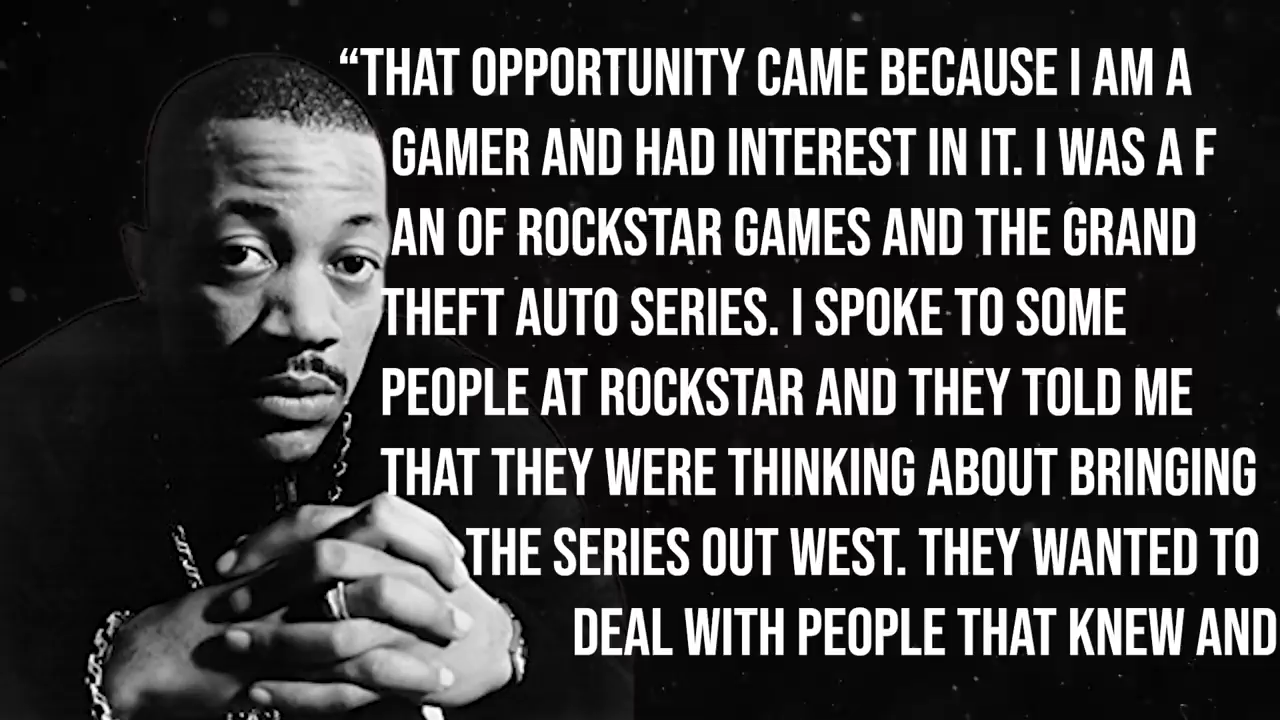 “THAT OPPORTUNITY CAME BECAUSE I AM A
GAMER AND HAD INTEREST IN IT. I WAS A F
AN OF ROCKSTAR GAMES AND THE GRAND
THEFT AUTO SERIES. I SPOKE TO SOME
PEOPLE AT ROCKSTAR AND THEY TOLD ME
THAT THEY WERE THINKING ABOUT BRINGING
THE SERIES OUT WEST. THEY WANTED TO
DEAL WITH PEOPLE THAT KNEW AND